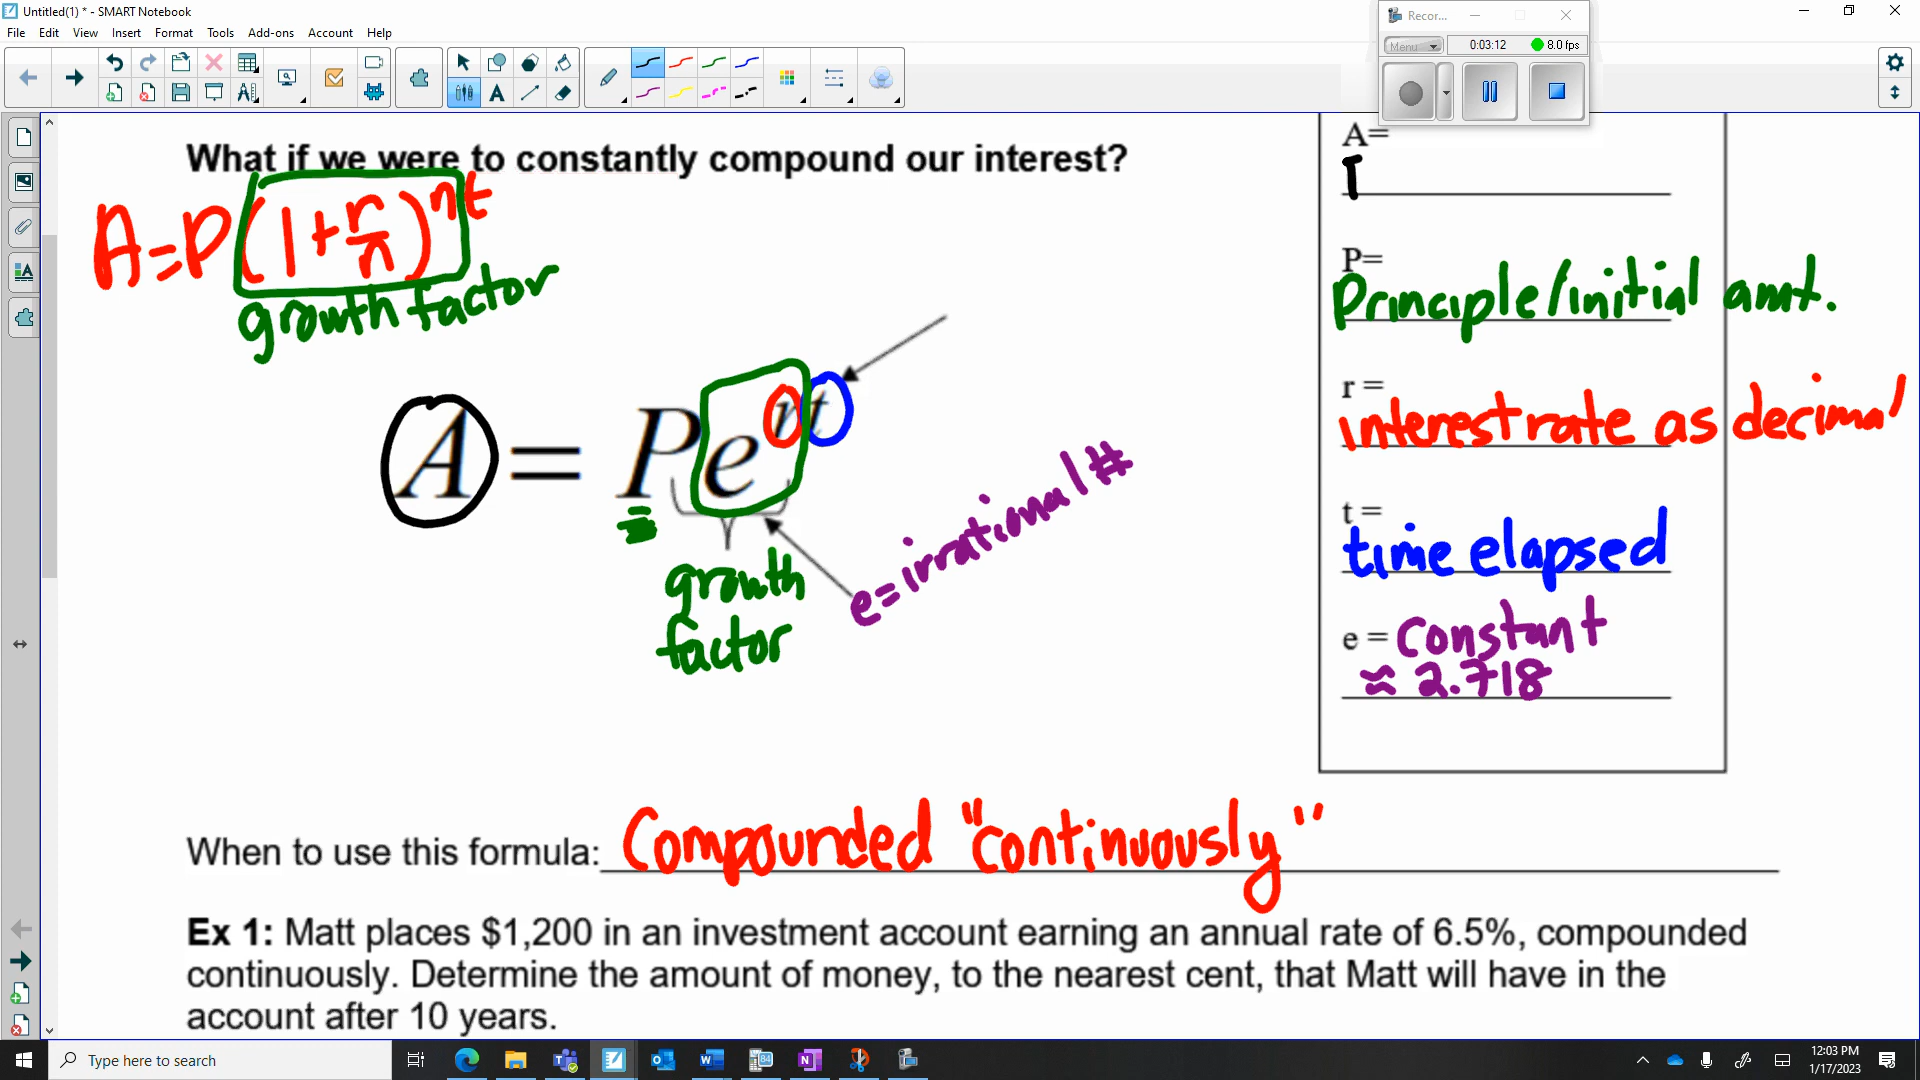 Untitled(1) * - SMART Notebook
File Edit View Insert Format Tools Add-ons Account Help
Recor...
Menu 0:03:12 8.0 fps
What if we were to constantly compound our interest?
A=P(1+r/n)^nt
growth factor
A = Pe^rt
growth
factor
e=irrational #
A=
I
P=
Principle/initial amt.
r =
interest rate as decimal
t =
time elapsed
e = constant
≈ 2.718
When to use this formula: Compounded "continuously"
Ex 1: Matt places $1,200 in an investment account earning an annual rate of 6.5%, compounded
continuously. Determine the amount of money, to the nearest cent, that Matt will have in the
account after 10 years.
Type here to search
12:03 PM
1/17/2023